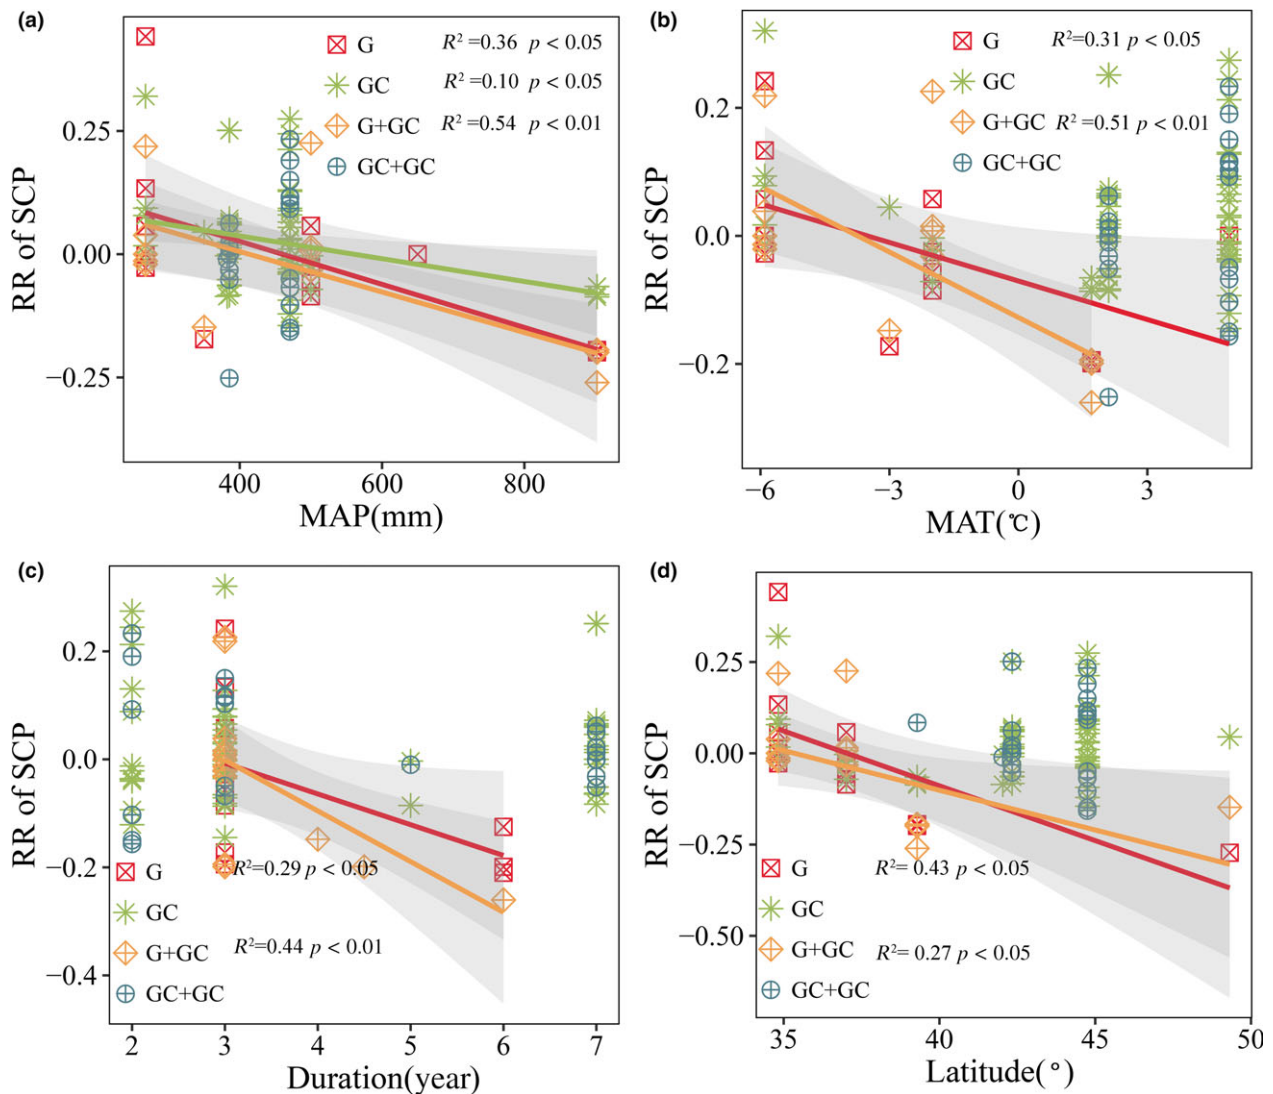 (a)
RR of SCP
0.25
0.00
−0.25
G R² =0.36 p < 0.05
GC R² =0.10 p < 0.05
G+GC R² =0.54 p < 0.01
GC+GC
400 600 800
MAP(mm)
(b)
RR of SCP
0.2
0.0
−0.2
G R²=0.31 p < 0.05
GC
G+GC R² =0.51 p < 0.01
GC+GC
−6 −3 0 3
MAT(℃)
(c)
RR of SCP
0.2
0.0
−0.2
−0.4
G R²=0.29 p < 0.05
GC
G+GC R²=0.44 p < 0.01
GC+GC
2 3 4 5 6 7
Duration(year)
(d)
RR of SCP
0.25
0.00
−0.25
−0.50
G R²= 0.43 p < 0.05
GC
G+GC R²= 0.27 p < 0.05
GC+GC
35 40 45 50
Latitude(°)